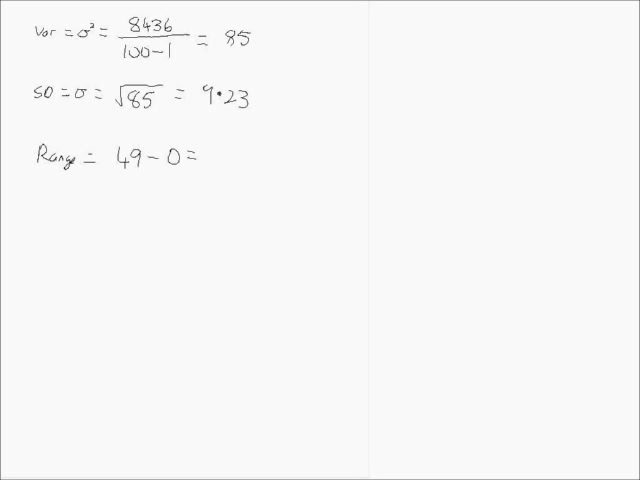 Var = σ² = 8436 / 100-1 = 85
SD = σ = √85 = 9.23
Range = 49 - 0 =